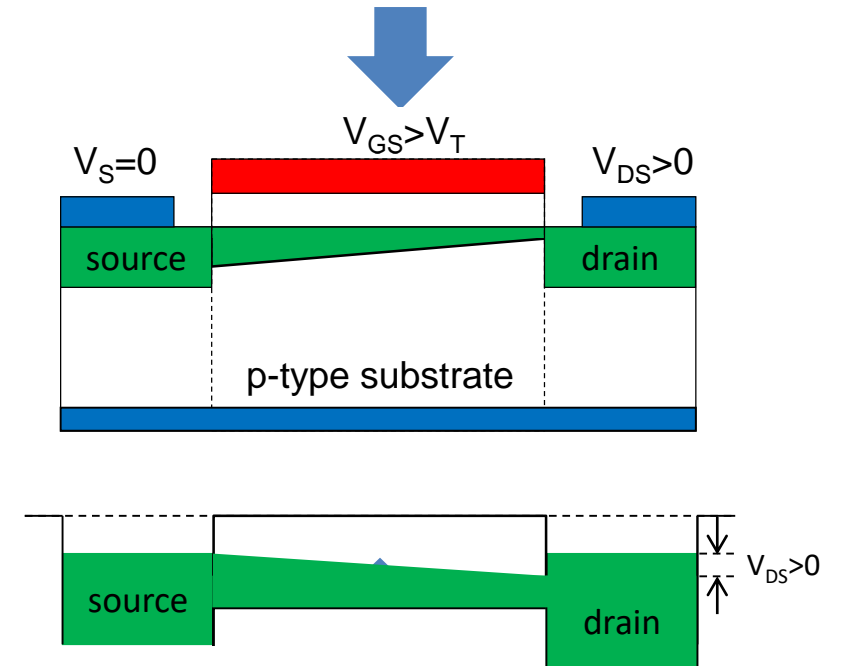 V_GS>V_T
V_S=0
V_DS>0
source
drain
p-type substrate
V_DS>0
source
drain